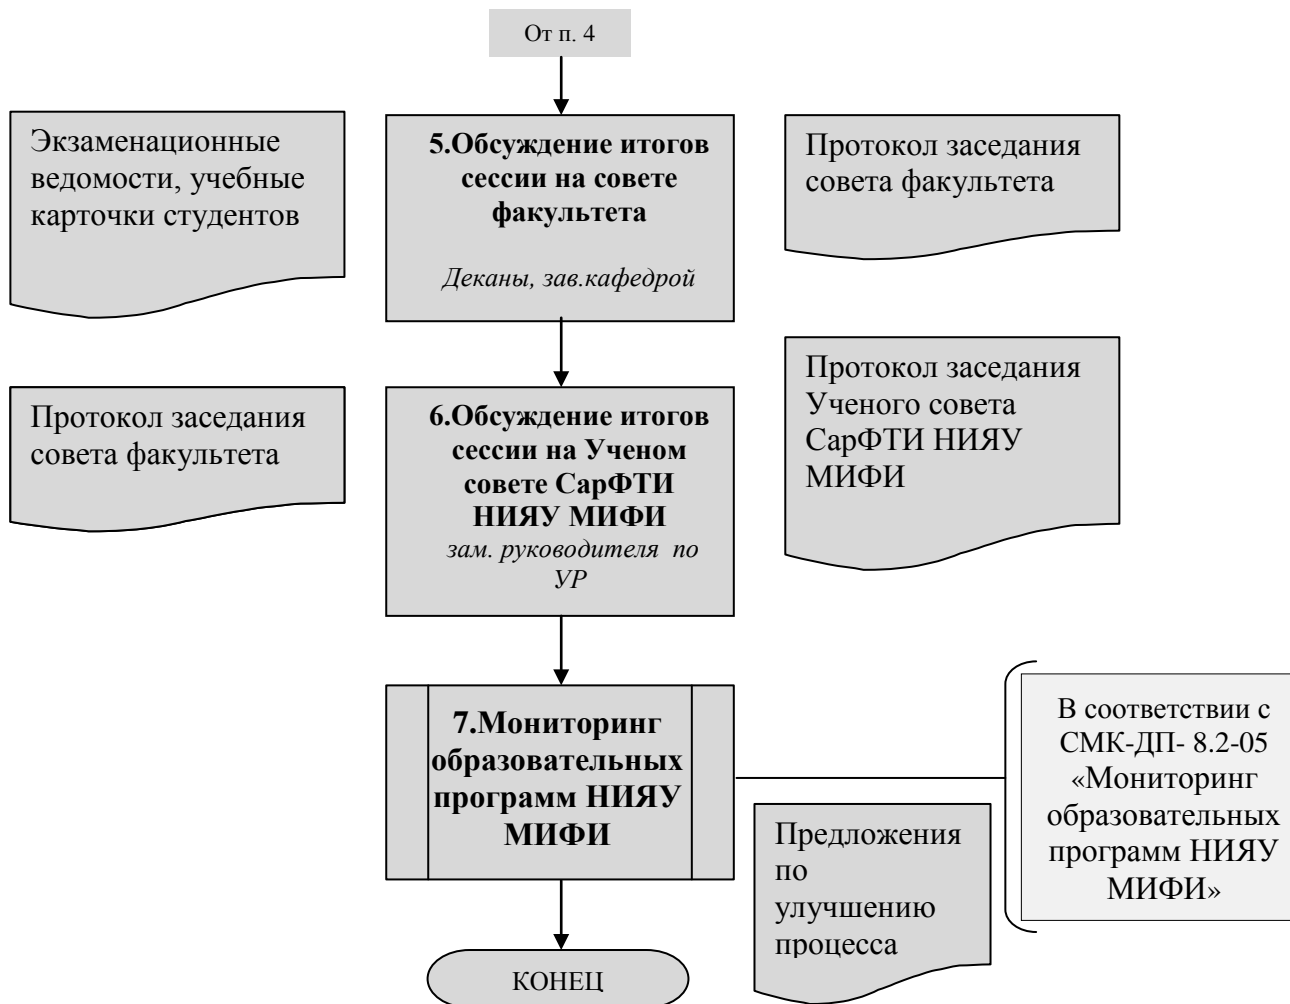 От п. 4
Экзаменационные
ведомости, учебные
карточки студентов
5.Обсуждение итогов
сессии на совете
факультета
Деканы, зав.кафедрой
Протокол заседания
совета факультета
Протокол заседания
совета факультета
6.Обсуждение итогов
сессии на Ученом
совете СарФТИ
НИЯУ МИФИ
зам. руководителя по
УР
Протокол заседания
Ученого совета
СарФТИ НИЯУ
МИФИ
7.Мониторинг
образовательных
программ НИЯУ
МИФИ
В соответствии с
СМК-ДП- 8.2-05
«Мониторинг
образовательных
программ НИЯУ
МИФИ»
Предложения
по
улучшению
процесса
КОНЕЦ